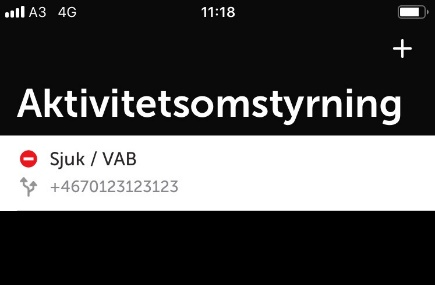 A3 4G 11:18
Aktivitetsomstyrning
Sjuk / VAB
+4670123123123